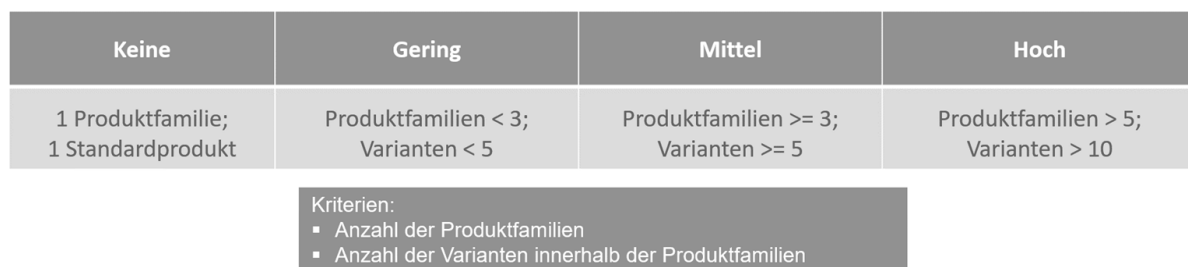 Keine
Gering
Mittel
Hoch
1 Produktfamilie;
1 Standardprodukt
Produktfamilien < 3;
Varianten < 5
Produktfamilien >= 3;
Varianten >= 5
Produktfamilien > 5;
Varianten > 10
Kriterien:
▪ Anzahl der Produktfamilien
▪ Anzahl der Varianten innerhalb der Produktfamilien